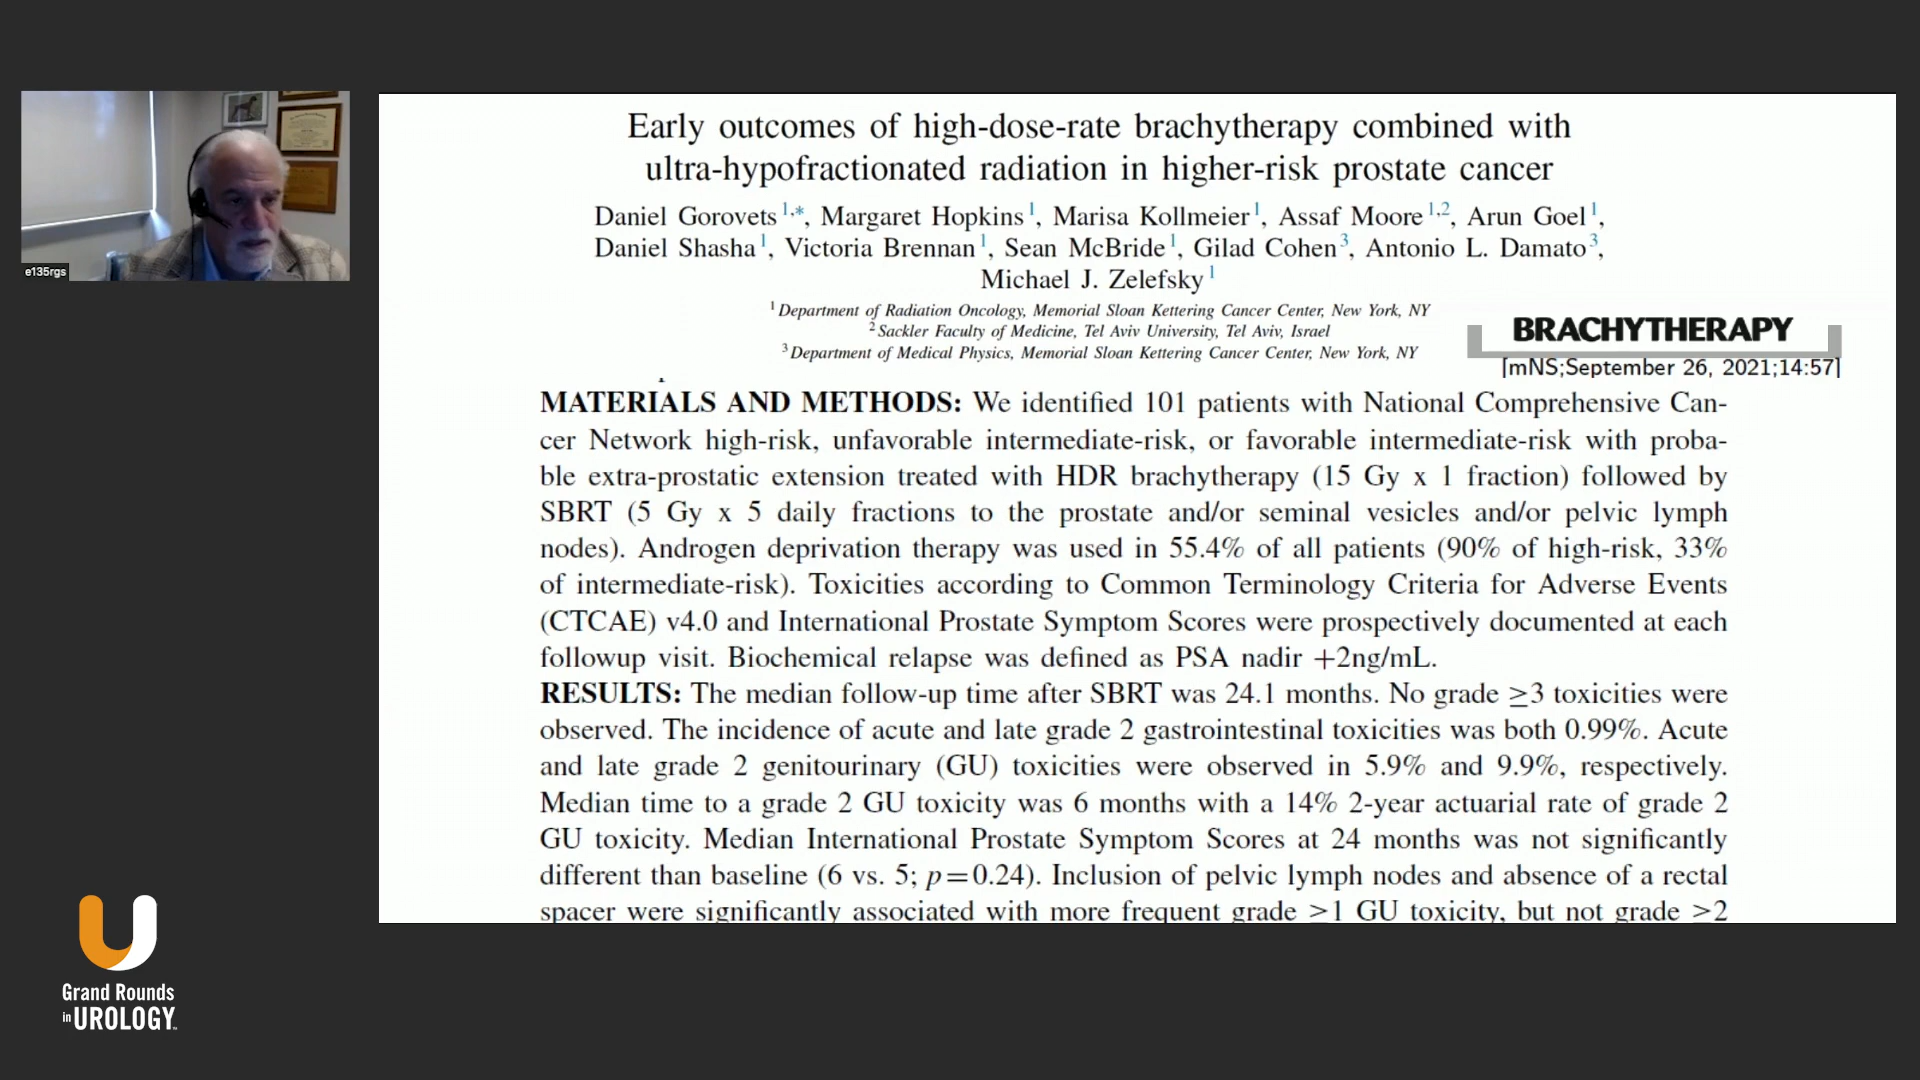 Early outcomes of high-dose-rate brachytherapy combined with
ultra-hypofractionated radiation in higher-risk prostate cancer
Daniel Gorovets 1,*, Margaret Hopkins 1, Marisa Kollmeier 1, Assaf Moore 1,2, Arun Goel 1,
Daniel Shasha 1, Victoria Brennan 1, Sean McBride 1, Gilad Cohen 3, Antonio L. Damato 3,
Michael J. Zelefsky 1
1 Department of Radiation Oncology, Memorial Sloan Kettering Cancer Center, New York, NY
2 Sackler Faculty of Medicine, Tel Aviv University, Tel Aviv, Israel
3 Department of Medical Physics, Memorial Sloan Kettering Cancer Center, New York, NY
BRACHYTHERAPY
[mNS;September 26, 2021;14:57]
MATERIALS AND METHODS: We identified 101 patients with National Comprehensive Can-
cer Network high-risk, unfavorable intermediate-risk, or favorable intermediate-risk with proba-
ble extra-prostatic extension treated with HDR brachytherapy (15 Gy x 1 fraction) followed by
SBRT (5 Gy x 5 daily fractions to the prostate and/or seminal vesicles and/or pelvic lymph
nodes). Androgen deprivation therapy was used in 55.4% of all patients (90% of high-risk, 33%
of intermediate-risk). Toxicities according to Common Terminology Criteria for Adverse Events
(CTCAE) v4.0 and International Prostate Symptom Scores were prospectively documented at each
followup visit. Biochemical relapse was defined as PSA nadir +2ng/mL.
RESULTS: The median follow-up time after SBRT was 24.1 months. No grade ≥3 toxicities were
observed. The incidence of acute and late grade 2 gastrointestinal toxicities was both 0.99%. Acute
and late grade 2 genitourinary (GU) toxicities were observed in 5.9% and 9.9%, respectively.
Median time to a grade 2 GU toxicity was 6 months with a 14% 2-year actuarial rate of grade 2
GU toxicity. Median International Prostate Symptom Scores at 24 months was not significantly
different than baseline (6 vs. 5; p=0.24). Inclusion of pelvic lymph nodes and absence of a rectal
spacer were significantly associated with more frequent grade >1 GU toxicity, but not grade >2
e135rgs
Grand Rounds
in UROLOGY™